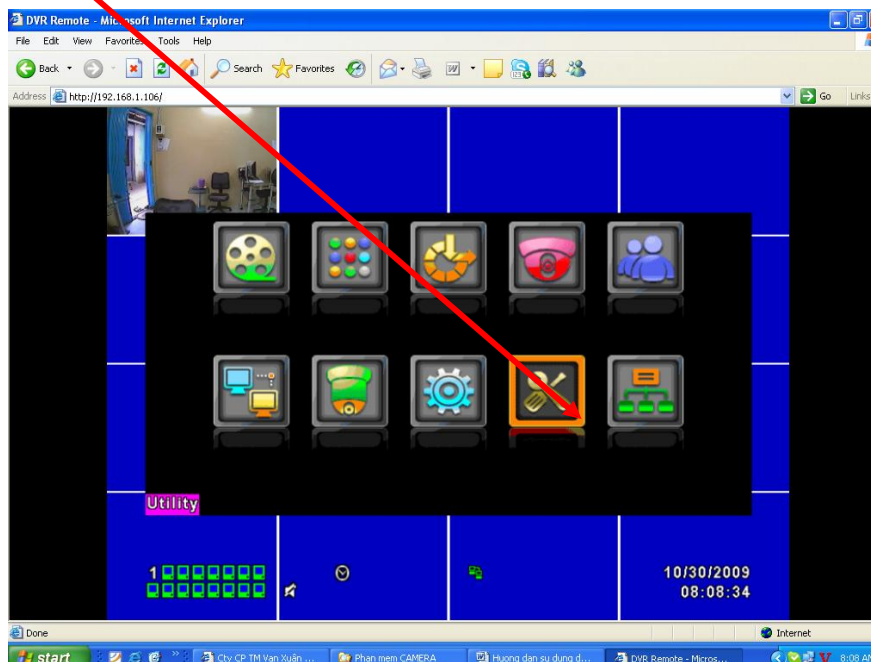 DVR Remote - Microsoft Internet Explorer
File Edit View Favorites Tools Help
Back Search Favorites
Address http://192.168.1.106/ Go Links
Utility
1
10/30/2009
08:08:34
Done Internet
start Cty CP TM Van Xuân ... Phan mem CAMERA Huong dan su dung d... DVR Remote - Micros... V 8:08 AM